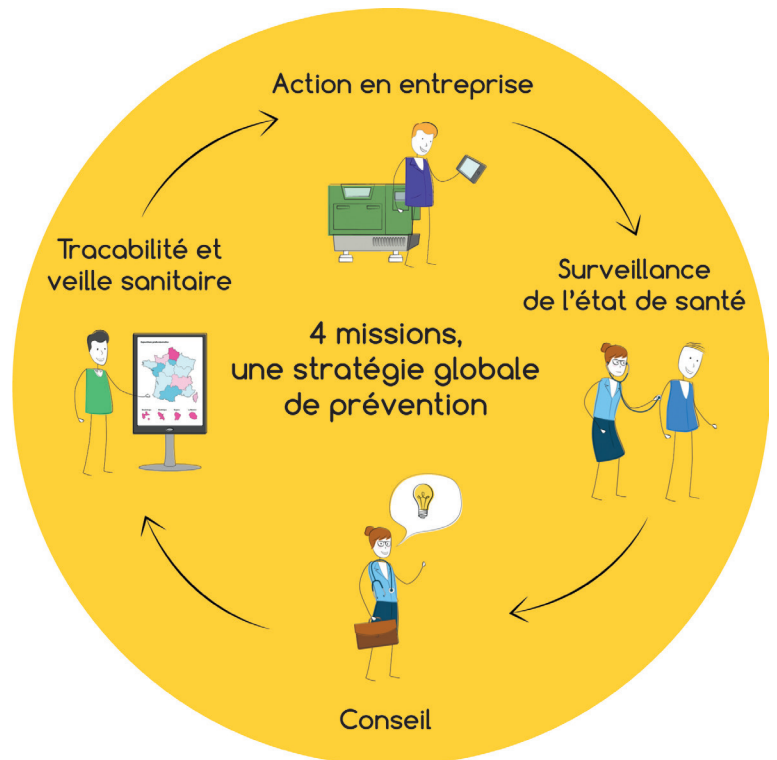 Action en entreprise
Tracabilité et
veille sanitaire
Surveillance
de l'état de santé
4 missions,
une stratégie globale
de prévention
Conseil